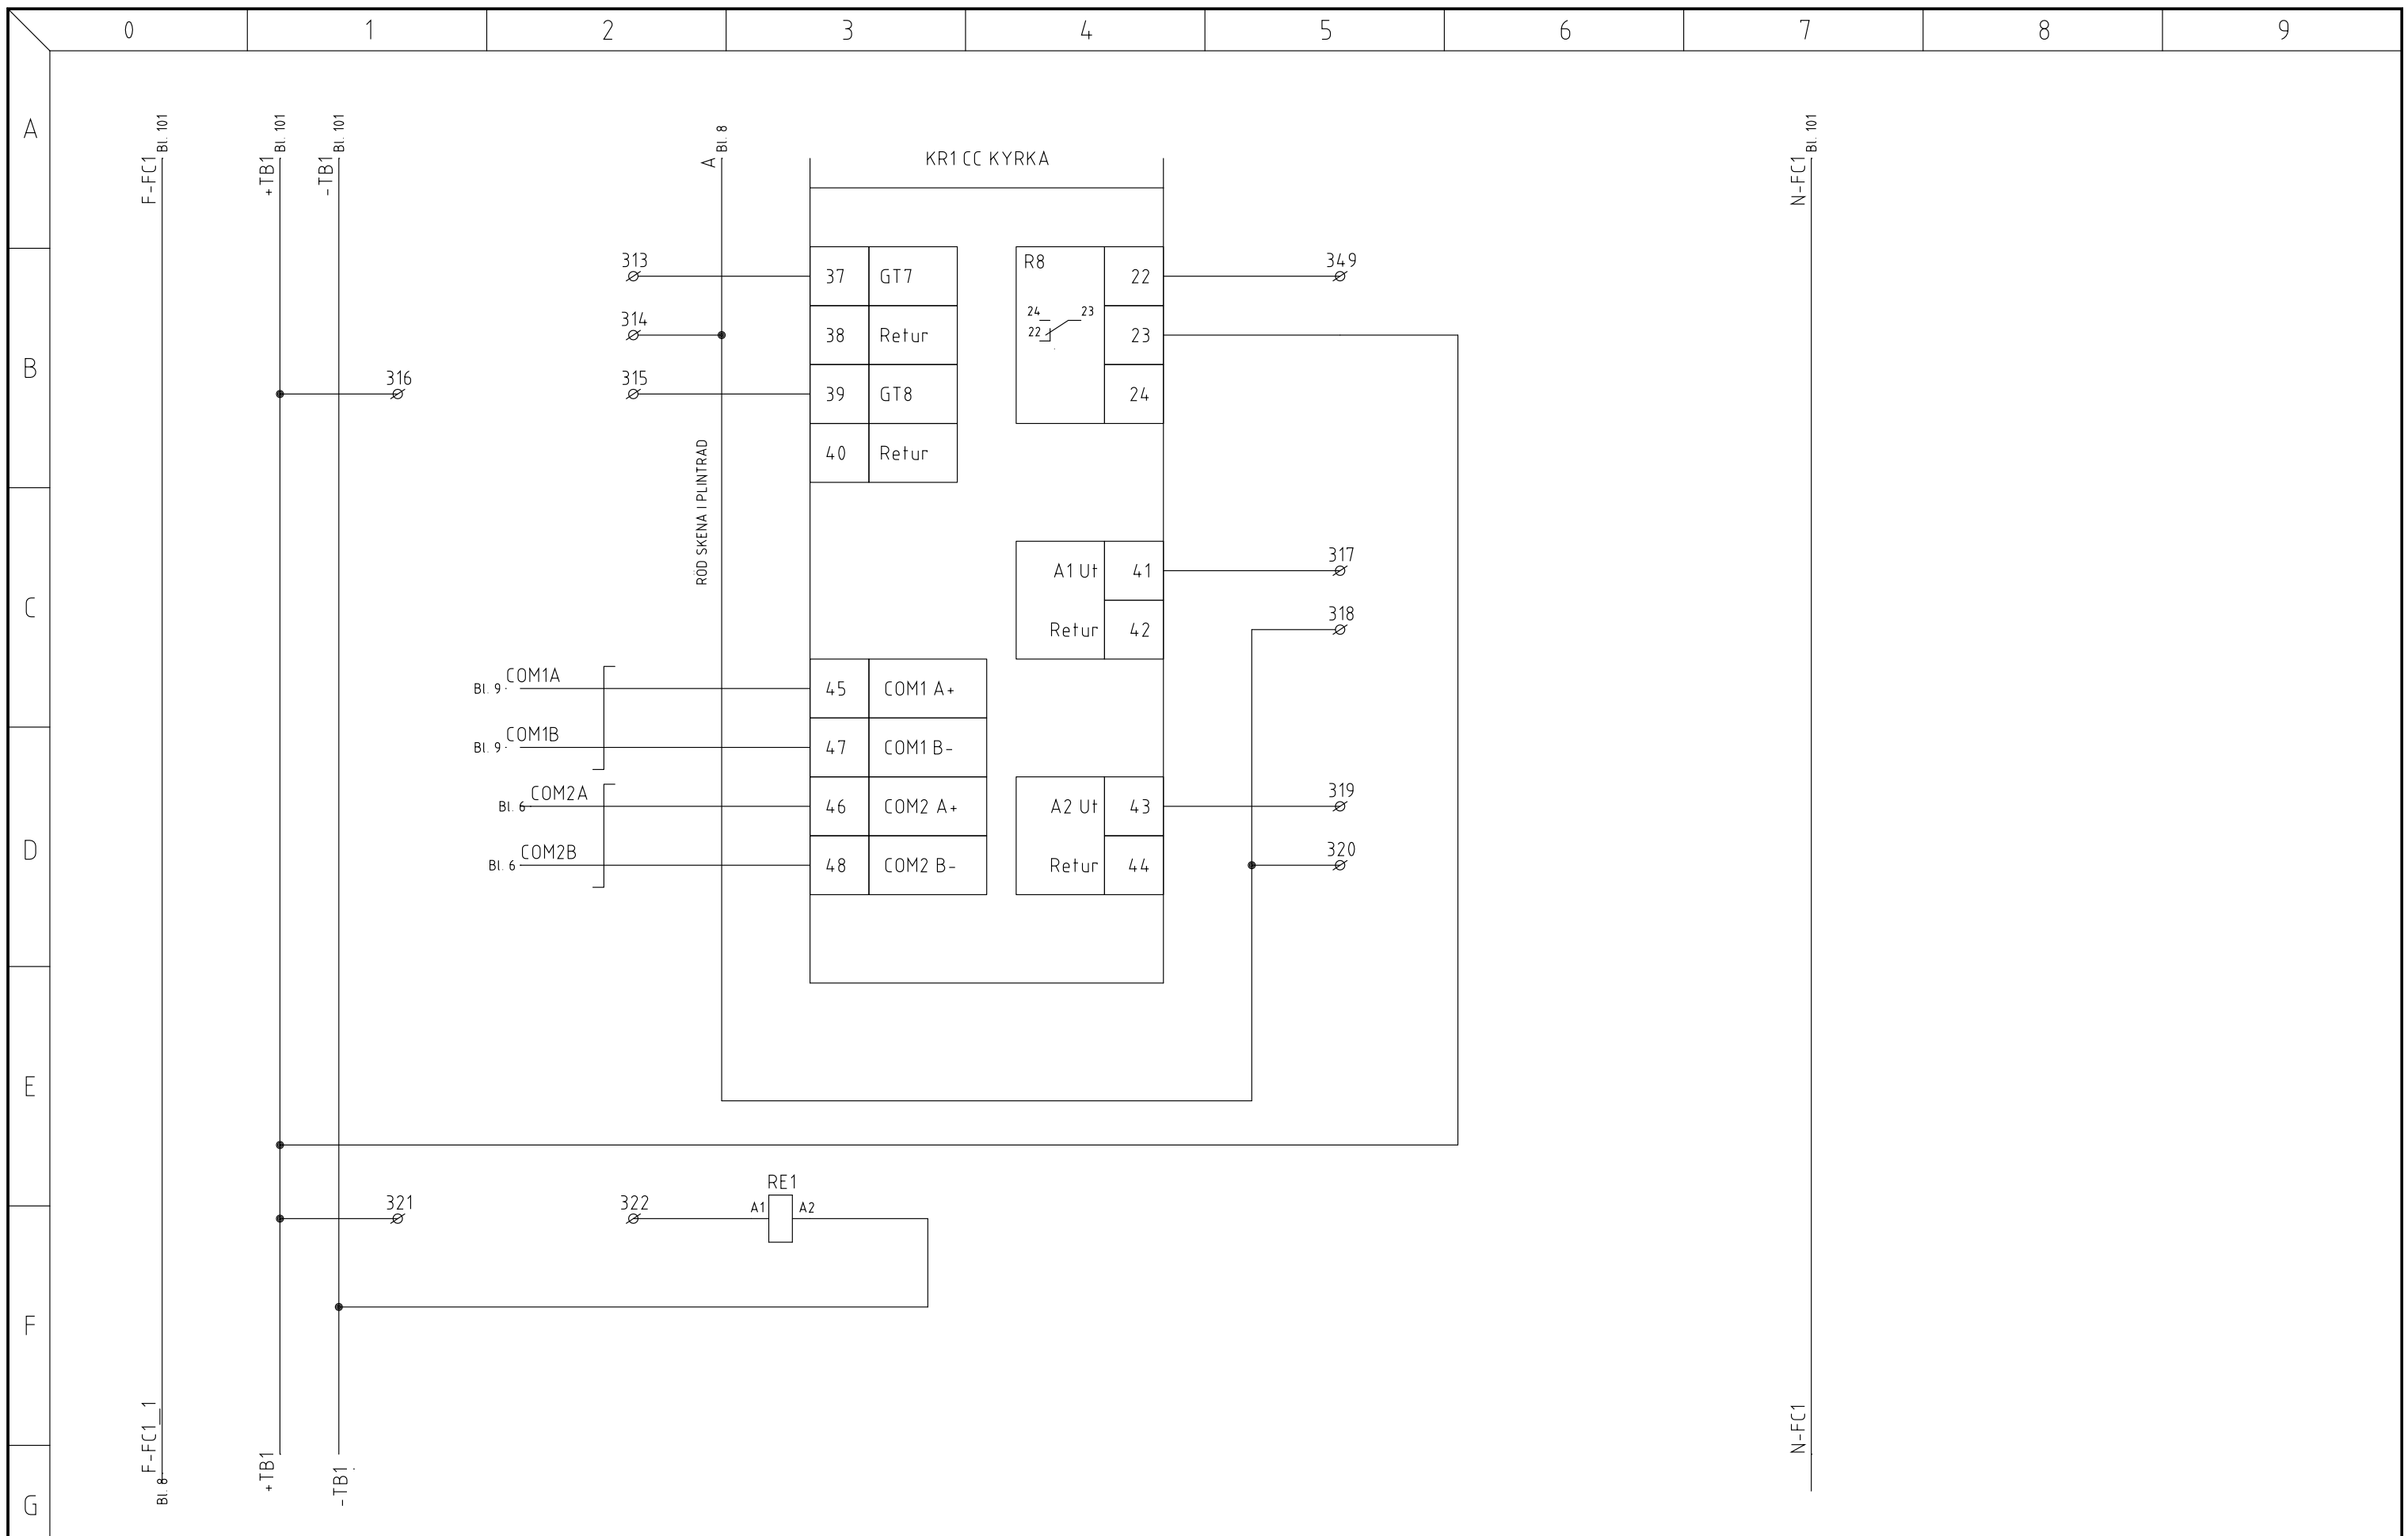 0 1 2 3 4 5 6 7 8 9
A
B
C
D
E
F
G
F-FC1 Bl. 101
+TB1 Bl. 101
-TB1 Bl. 101
A Bl. 8
KR1 CC KYRKA
N-FC1 Bl. 101
313
37 GT7
R8
22
349
314
38 Retur
24 23
22
23
316
315
39 GT8
24
40 Retur
RÖD SKENA I PLINTRAD
A1 Ut 41
317
Retur 42
318
Bl. 9 COM1A
45 COM1 A+
Bl. 9 COM1B
47 COM1 B-
Bl. 6 COM2A
46 COM2 A+
A2 Ut 43
319
Bl. 6 COM2B
48 COM2 B-
Retur 44
320
321
322
RE1
A1 A2
F-FC1_1
Bl. 8
+TB1
-TB1
N-FC1